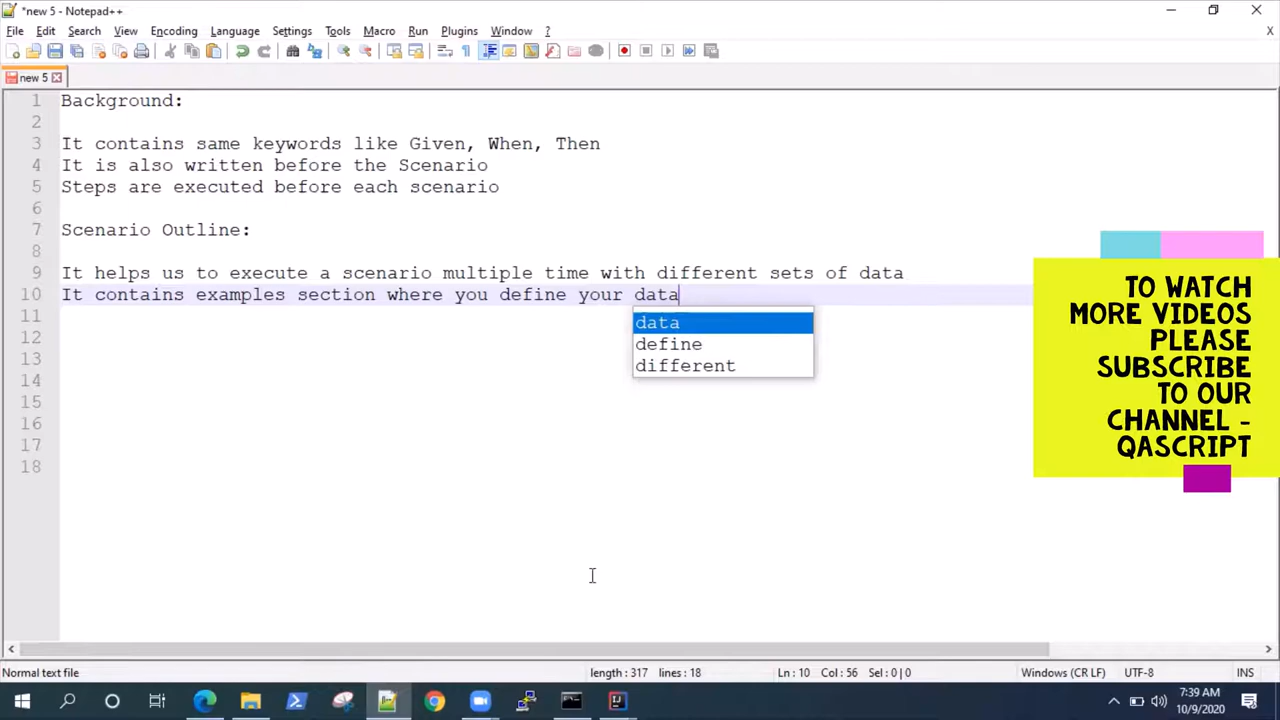 *new 5 - Notepad++
File Edit Search View Encoding Language Settings Tools Macro Run Plugins Window ? X
new 5
1 Background:
2
3 It contains same keywords like Given, When, Then
4 It is also written before the Scenario
5 Steps are executed before each scenario
6
7 Scenario Outline:
8
9 It helps us to execute a scenario multiple time with different sets of data
10 It contains examples section where you define your data
11
12
13
14
15
16
17
18
data
define
different
TO WATCH
MORE VIDEOS
PLEASE
SUBSCRIBE
TO OUR
CHANNEL -
QASCRIPT
Normal text file length : 317 lines : 18 Ln : 10 Col : 56 Sel : 0 | 0 Windows (CR LF) UTF-8 INS
7:39 AM
10/9/2020